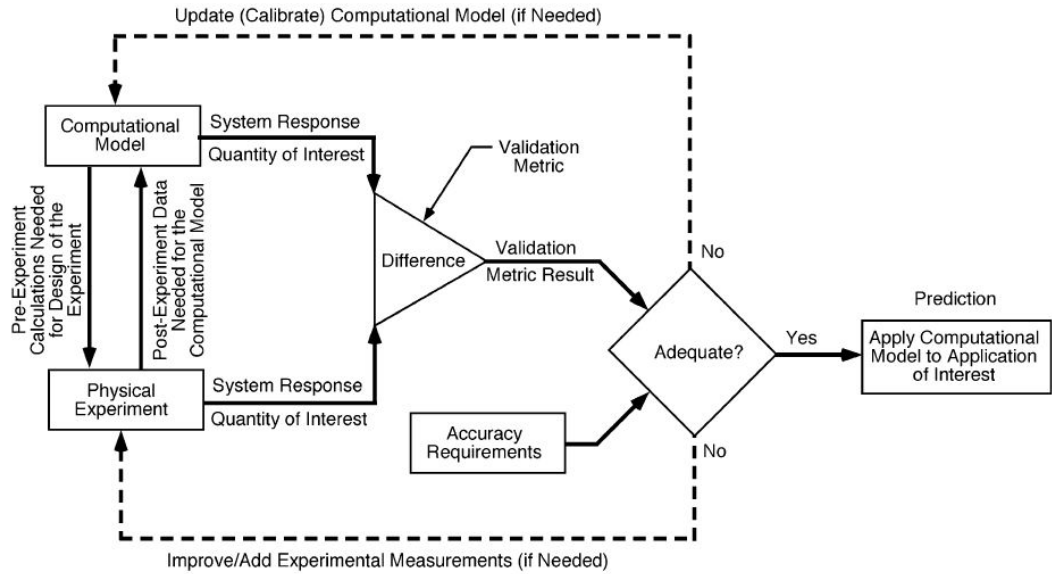 Update (Calibrate) Computational Model (if Needed)
Computational
Model
System Response
Quantity of Interest
Validation
Metric
Pre-Experiment
Calculations Needed
for Design of the
Experiment
Post-Experiment Data
Needed for the
Computational Model
Difference
Validation
Metric Result
No
Prediction
Adequate?
Yes
Apply Computational
Model to Application
of Interest
Physical
Experiment
System Response
Quantity of Interest
Accuracy
Requirements
No
Improve/Add Experimental Measurements (if Needed)